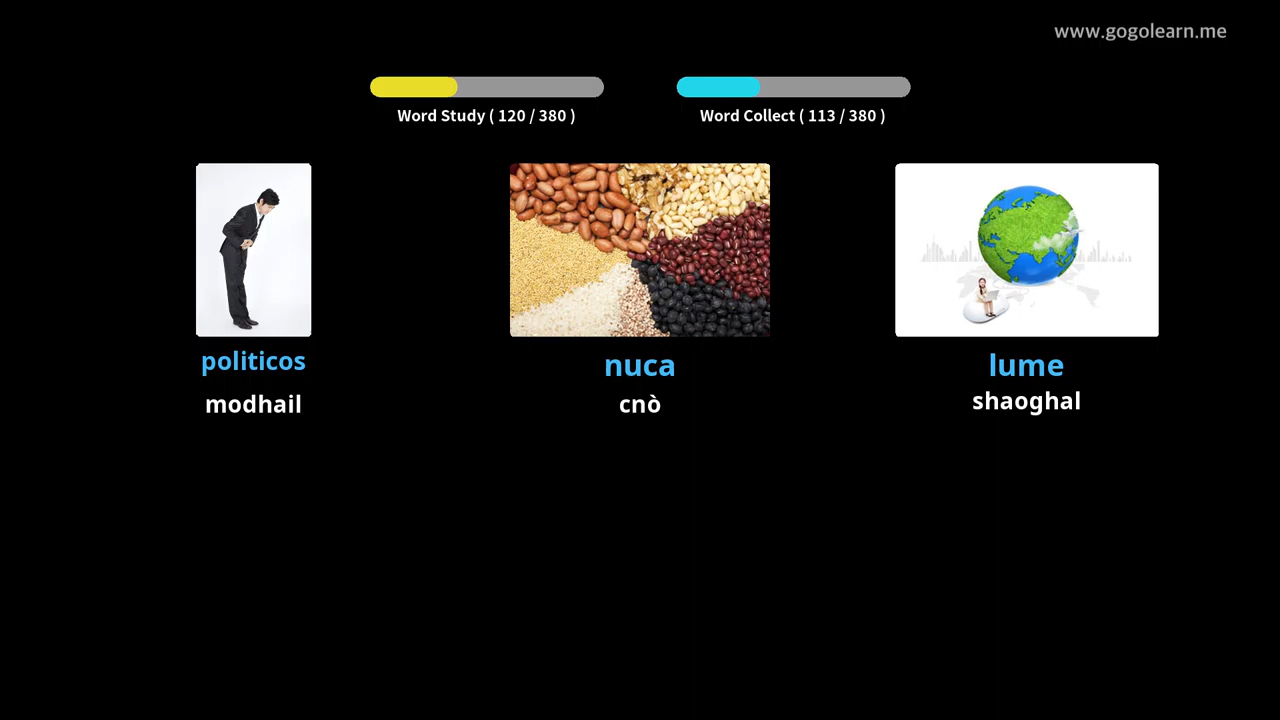 www.gogolearn.me
Word Study ( 120 / 380 )
Word Collect ( 113 / 380 )
politicos
modhail
nuca
cnò
lume
shaoghal